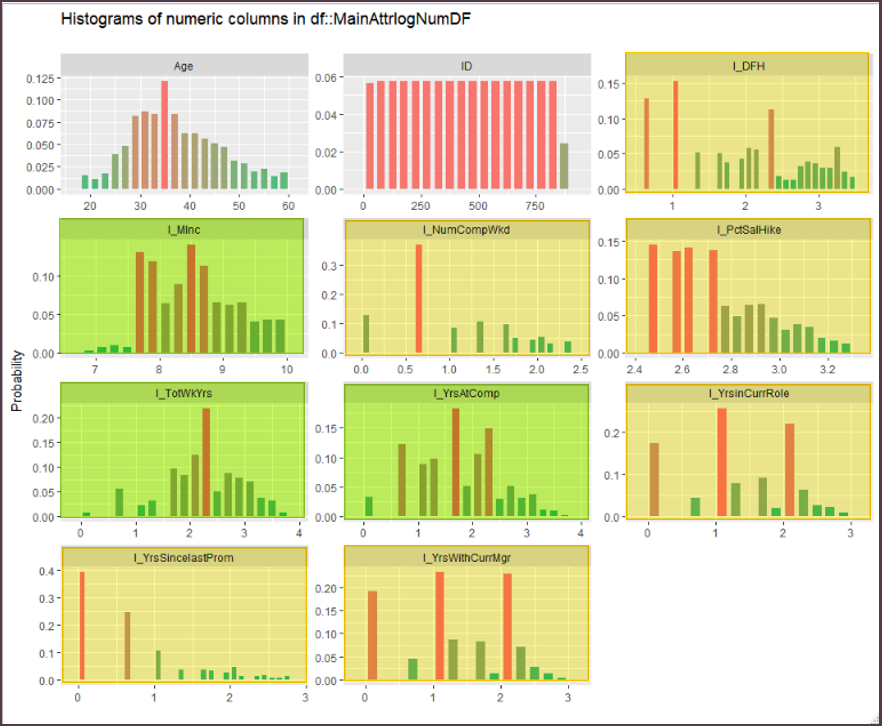 Histograms of numeric columns in df::MainAttrlogNumDF
Age ID l_DFH
0.125 0.100 0.075 0.050 0.025 0.000
20 30 40 50 60
0.06 0.04 0.02 0.00
0 250 500 750
0.15 0.10 0.05 0.00
1 2 3
l_MInc l_NumCompWkd l_PctSalHike
0.10 0.05 0.00
7 8 9 10
0.3 0.2 0.1 0.0
0.0 0.5 1.0 1.5 2.0 2.5
0.15 0.10 0.05 0.00
2.4 2.6 2.8 3.0 3.2
Probability
l_TotWkYrs l_YrsAtComp l_YrsinCurrRole
0.20 0.15 0.10 0.05 0.00
0 1 2 3 4
0.15 0.10 0.05 0.00
0 1 2 3 4
0.2 0.1 0.0
0 1 2 3
l_YrsSincelastProm l_YrsWithCurrMgr
0.4 0.3 0.2 0.1 0.0
0 1 2 3
0.20 0.15 0.10 0.05 0.00
0 1 2 3